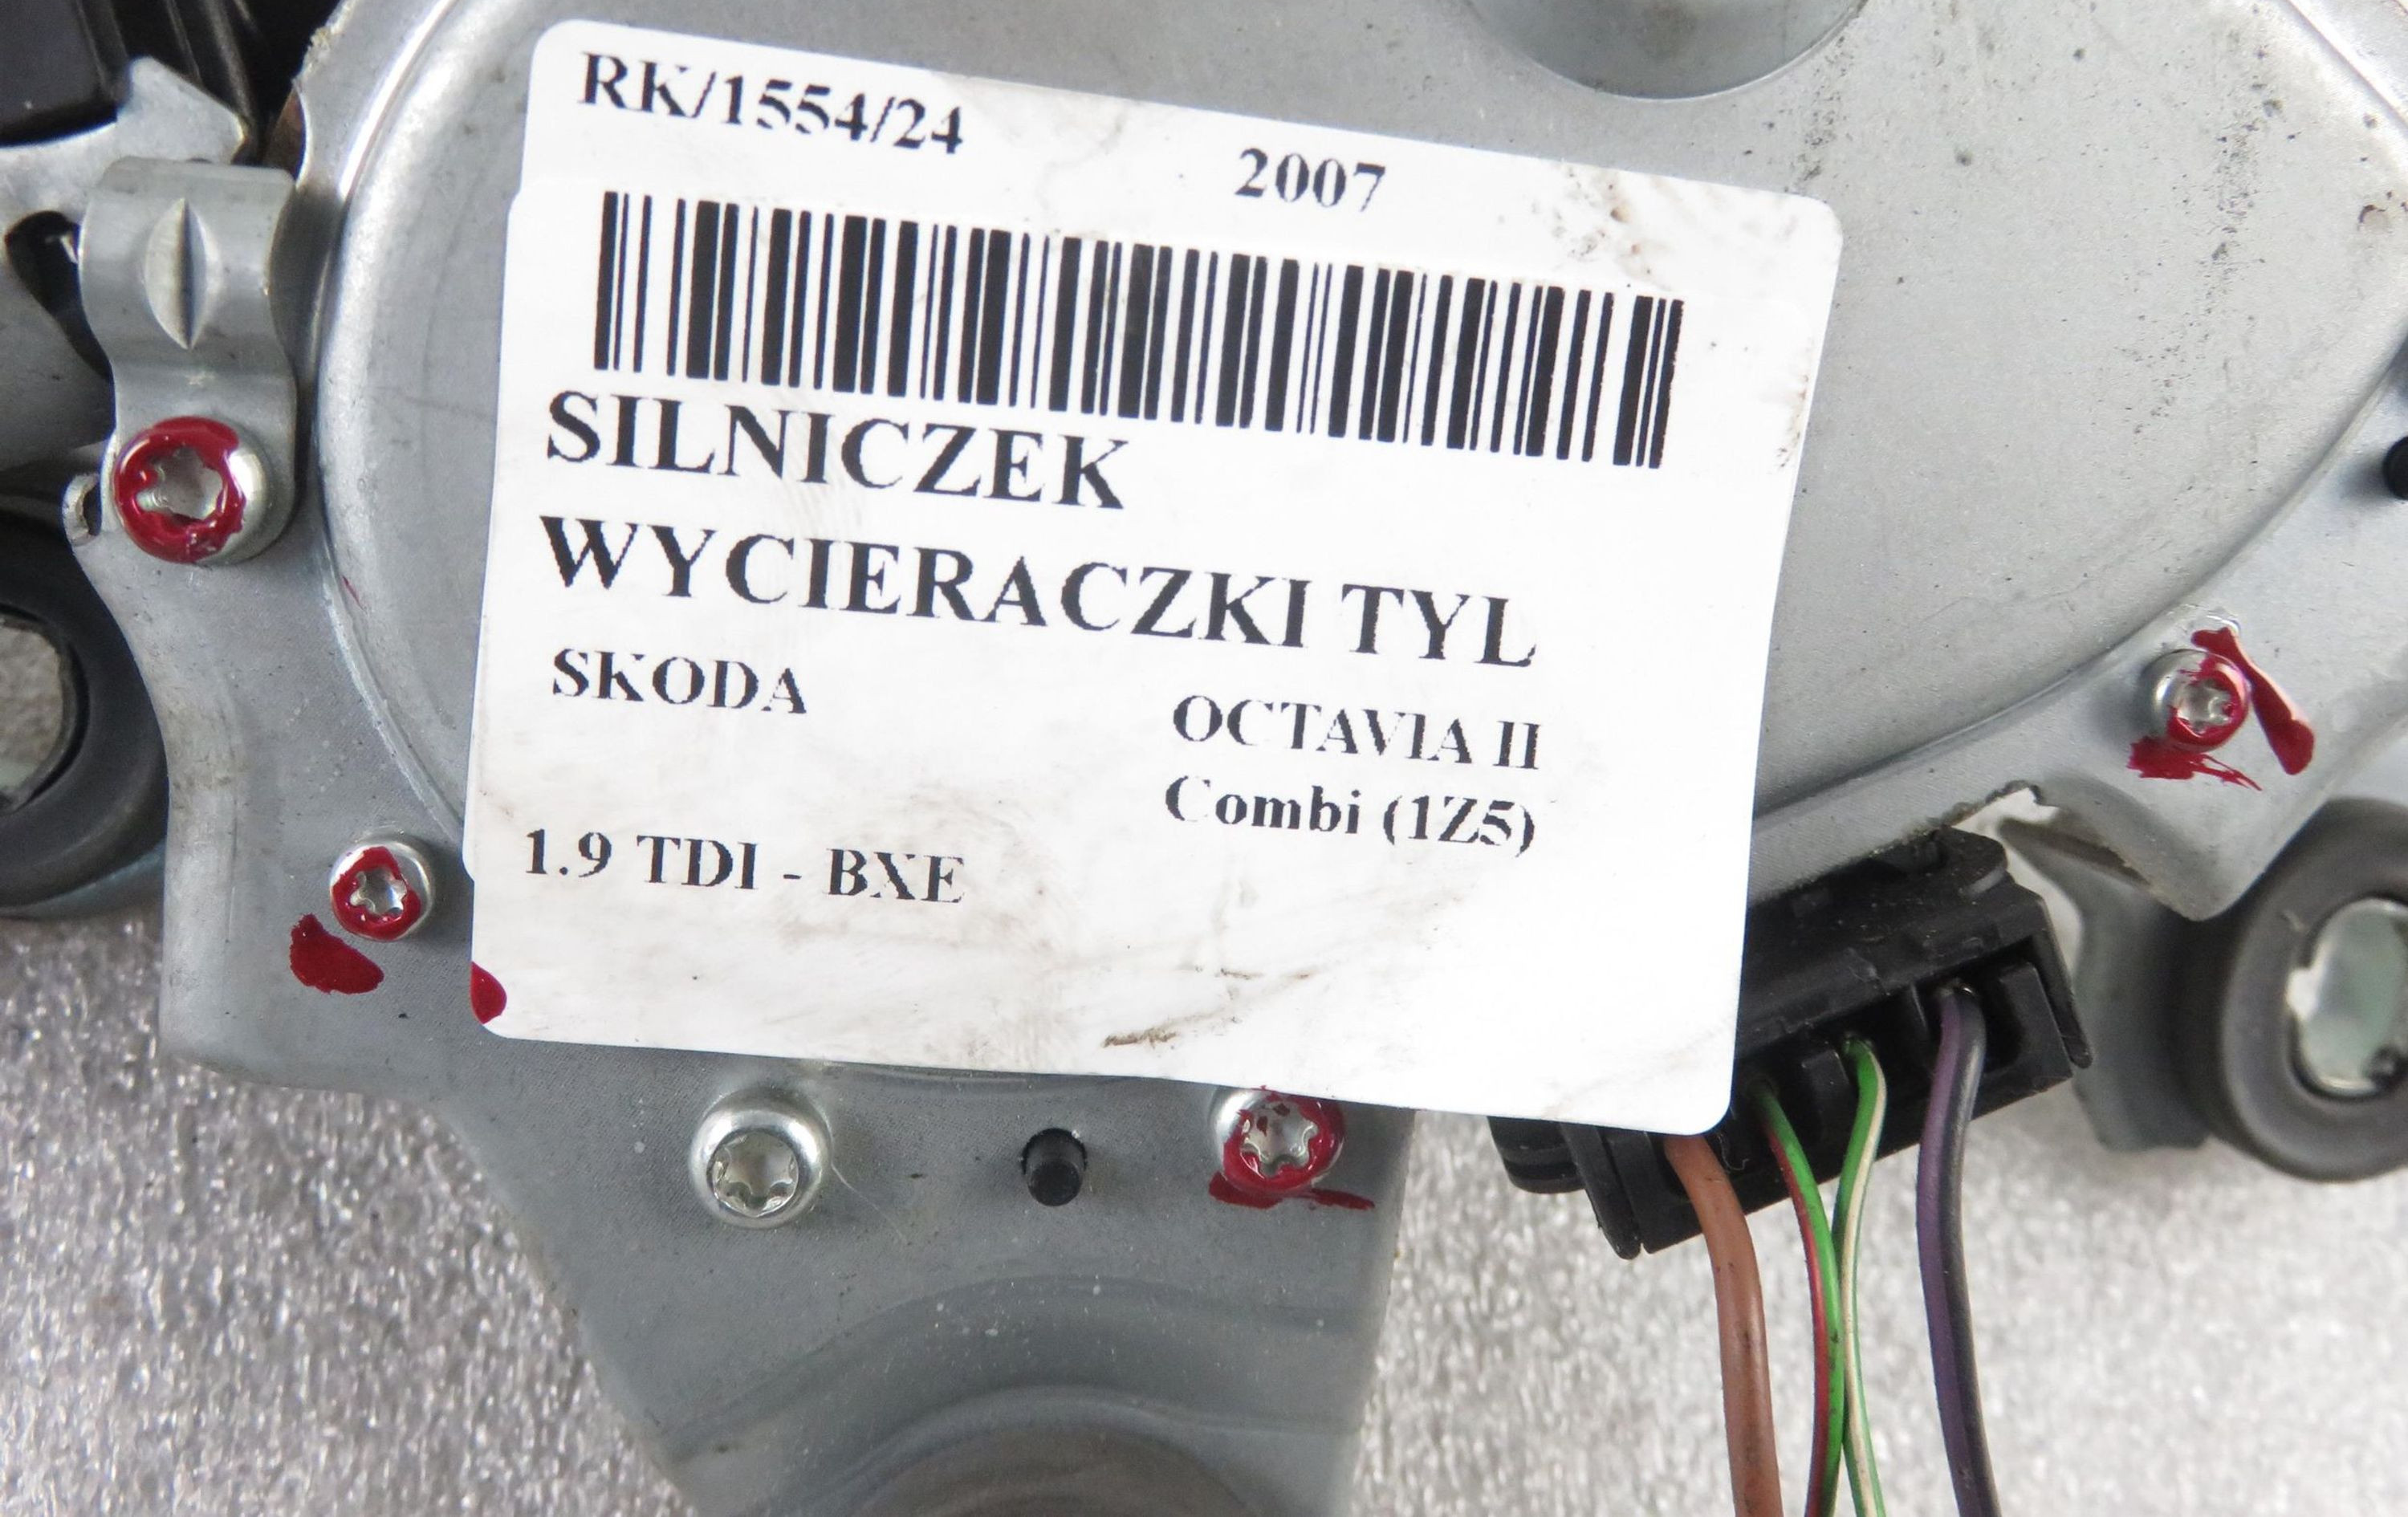 RK/1554/24
2007
SILNICZEK
WYCIERACZKI TYL
SKODA
OCTAVIA II
Combi (1Z5)
1.9 TDI - BXE